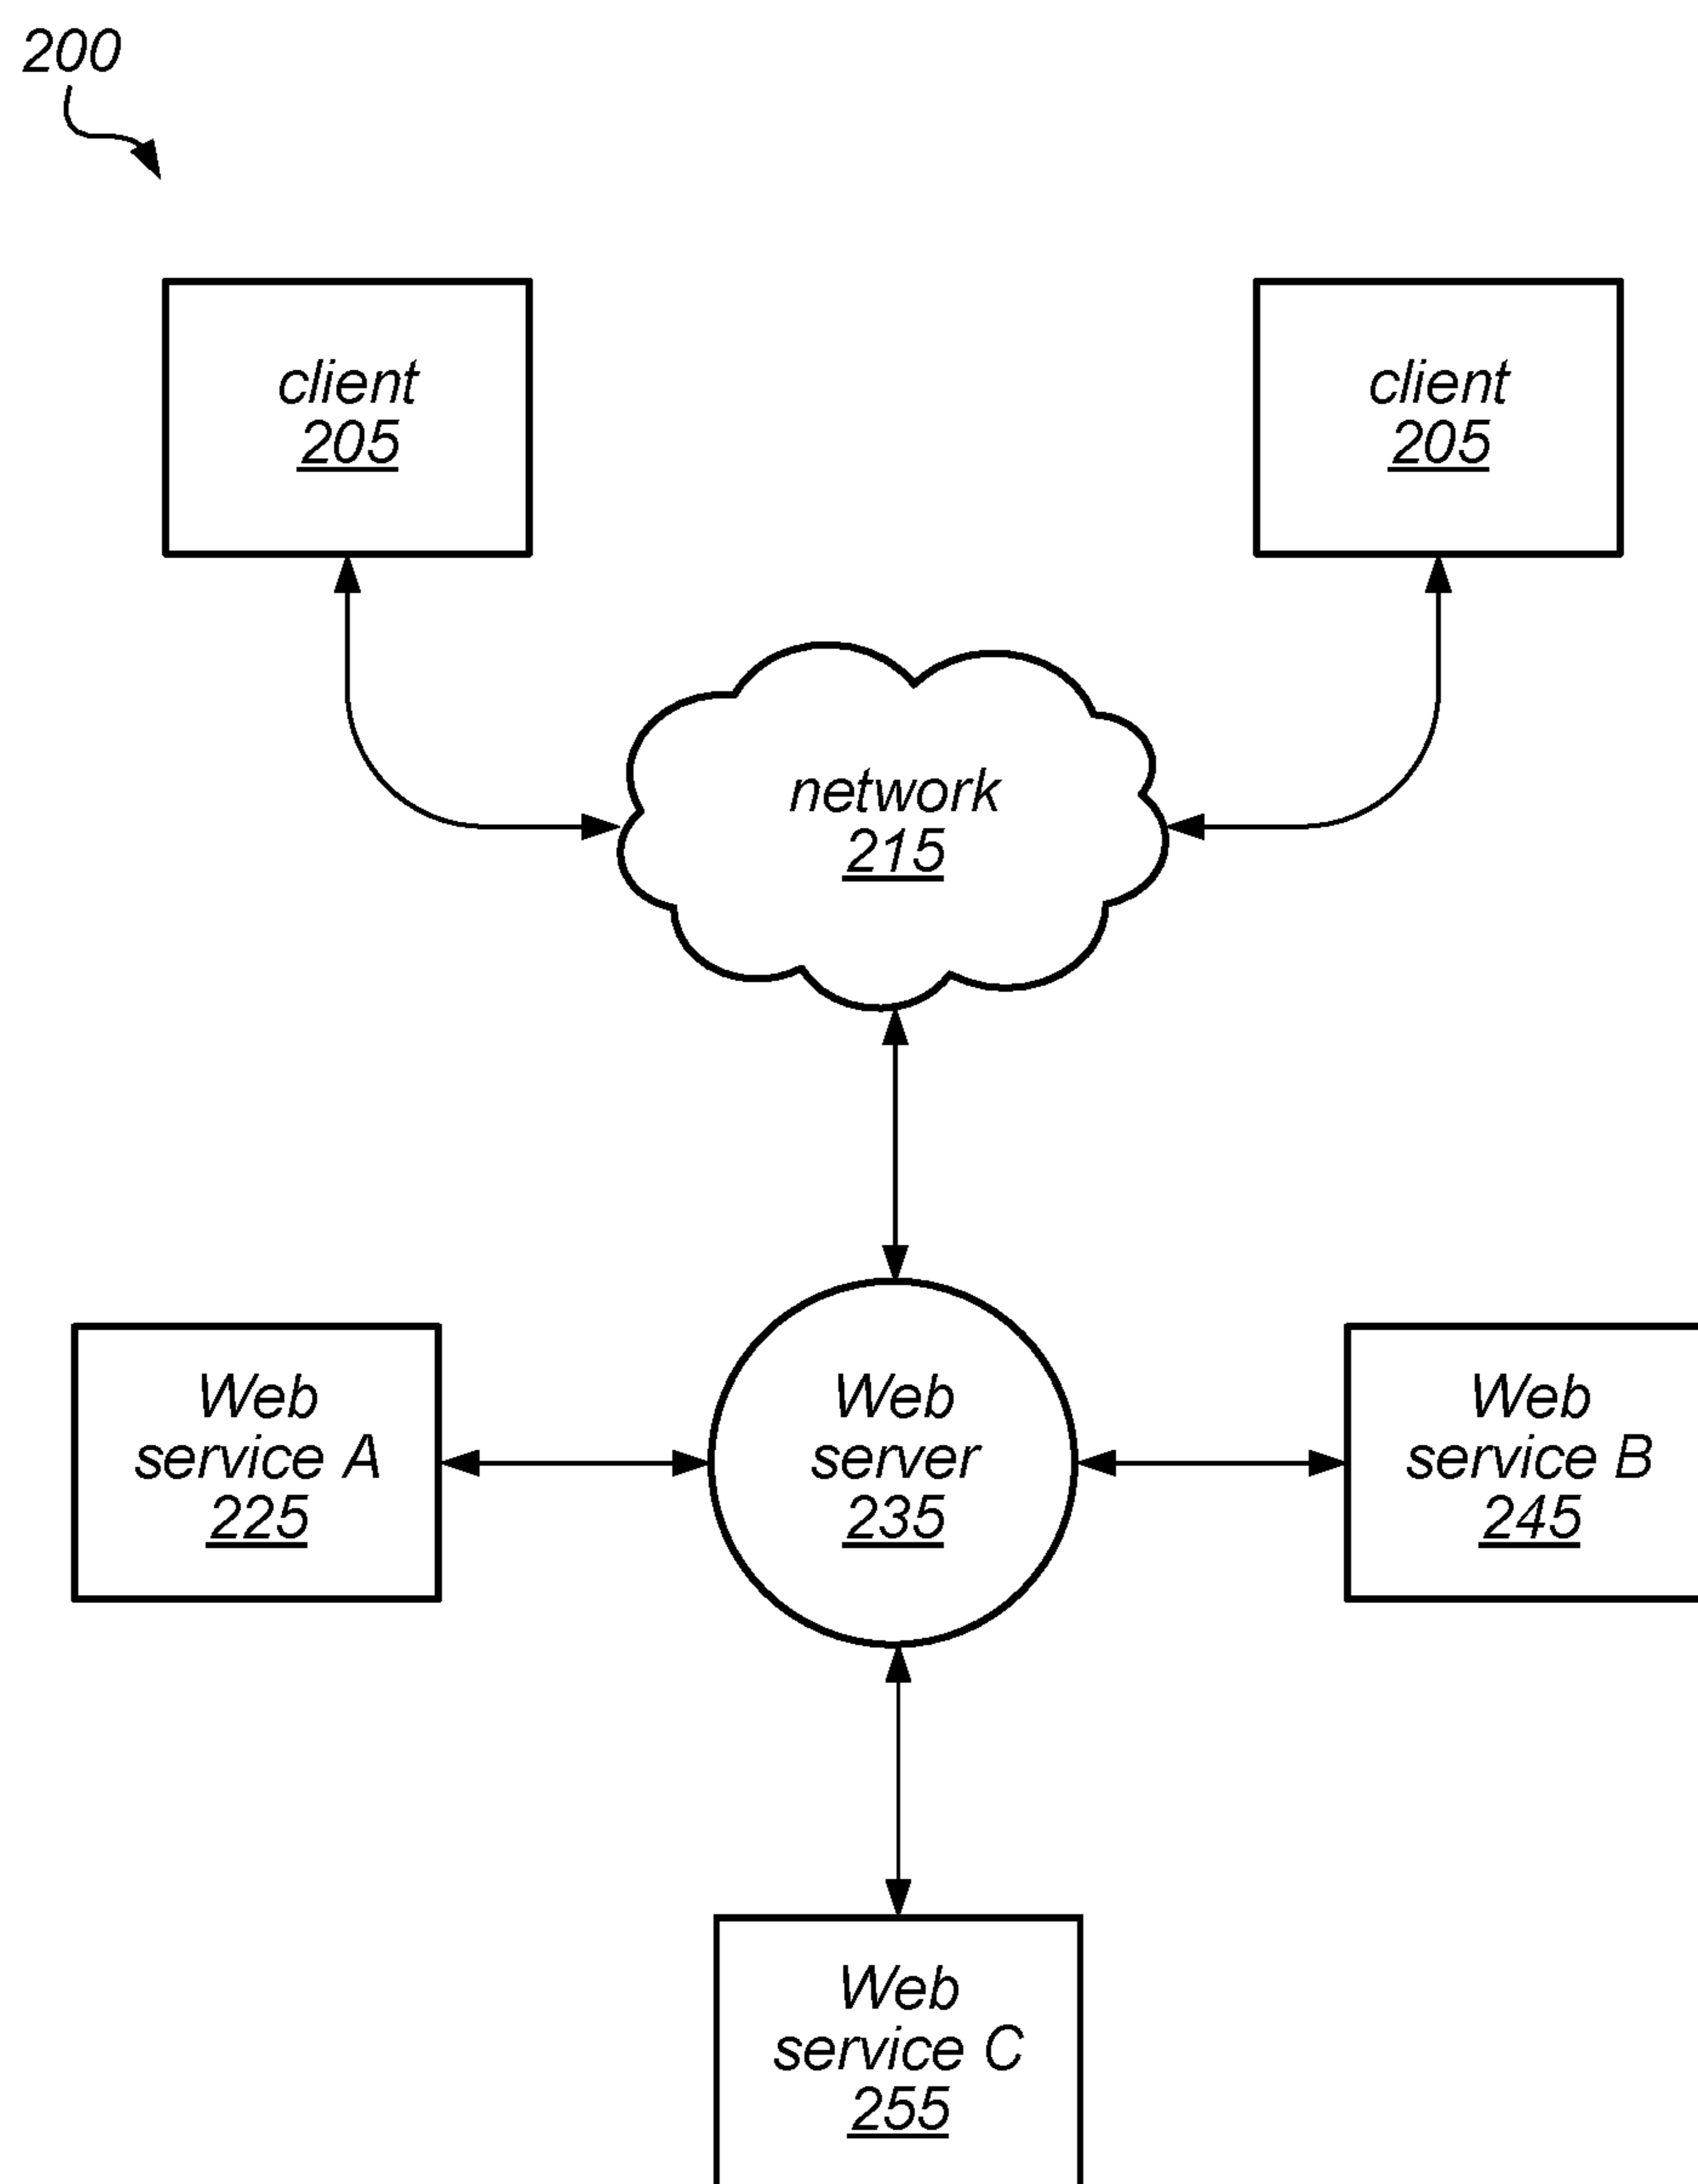 200
client
205
client
205
network
215
Web
service A
225
Web
server
235
Web
service B
245
Web
service C
255